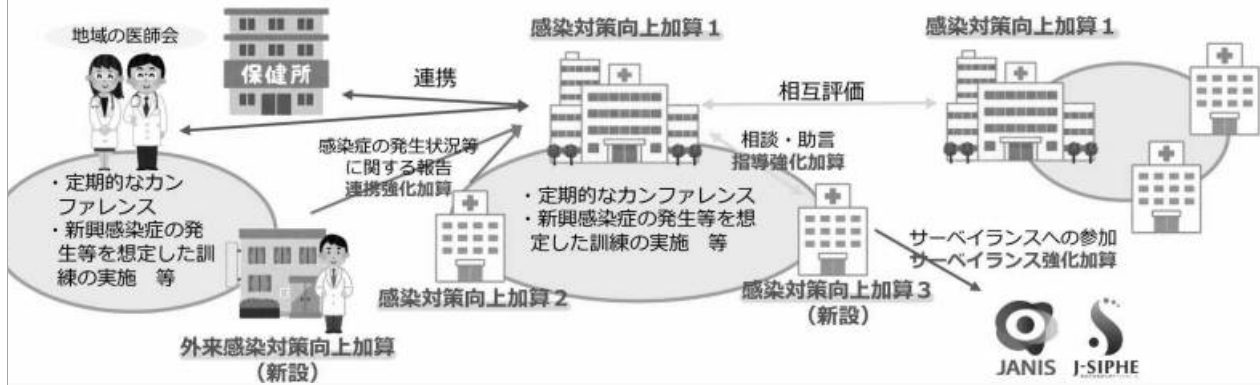 地域の医師会
保健所
連携
感染対策向上加算1
相互評価
感染対策向上加算1
感染症の発生状況等
に関する報告
連携強化加算
相談・助言
指導強化加算
・定期的なカン
ファレンス
・新興感染症の発
生等を想定した訓
練の実施 等
・定期的なカンファレンス
・新興感染症の発生等を想
定した訓練の実施 等
サーベイランスへの参加
サーベイランス強化加算
感染対策向上加算2
感染対策向上加算3
(新設)
外来感染対策向上加算
(新設)
JANIS
J-SIPHE